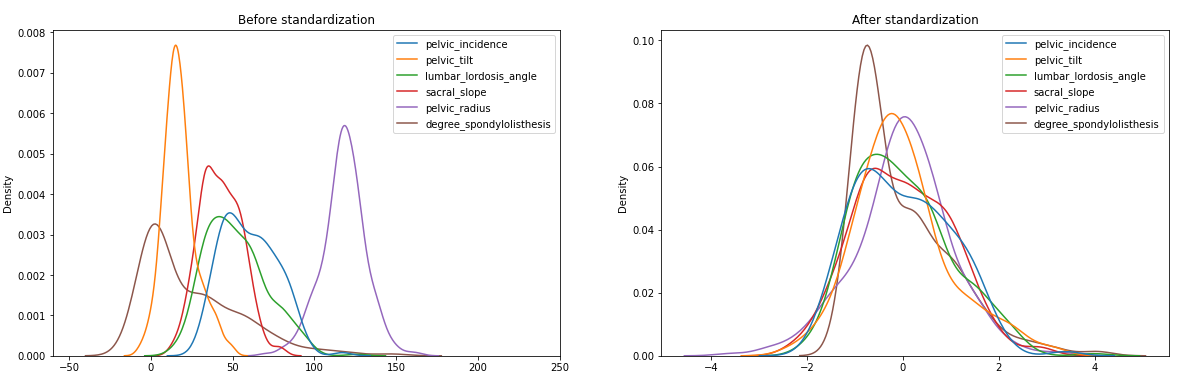 Before standardization
Density
0.008
0.007
0.006
0.005
0.004
0.003
0.002
0.001
0.000
−50
0
50
100
150
200
250
pelvic_incidence
pelvic_tilt
lumbar_lordosis_angle
sacral_slope
pelvic_radius
degree_spondylolisthesis
After standardization
Density
0.10
0.08
0.06
0.04
0.02
0.00
−4
−2
0
2
4
pelvic_incidence
pelvic_tilt
lumbar_lordosis_angle
sacral_slope
pelvic_radius
degree_spondylolisthesis